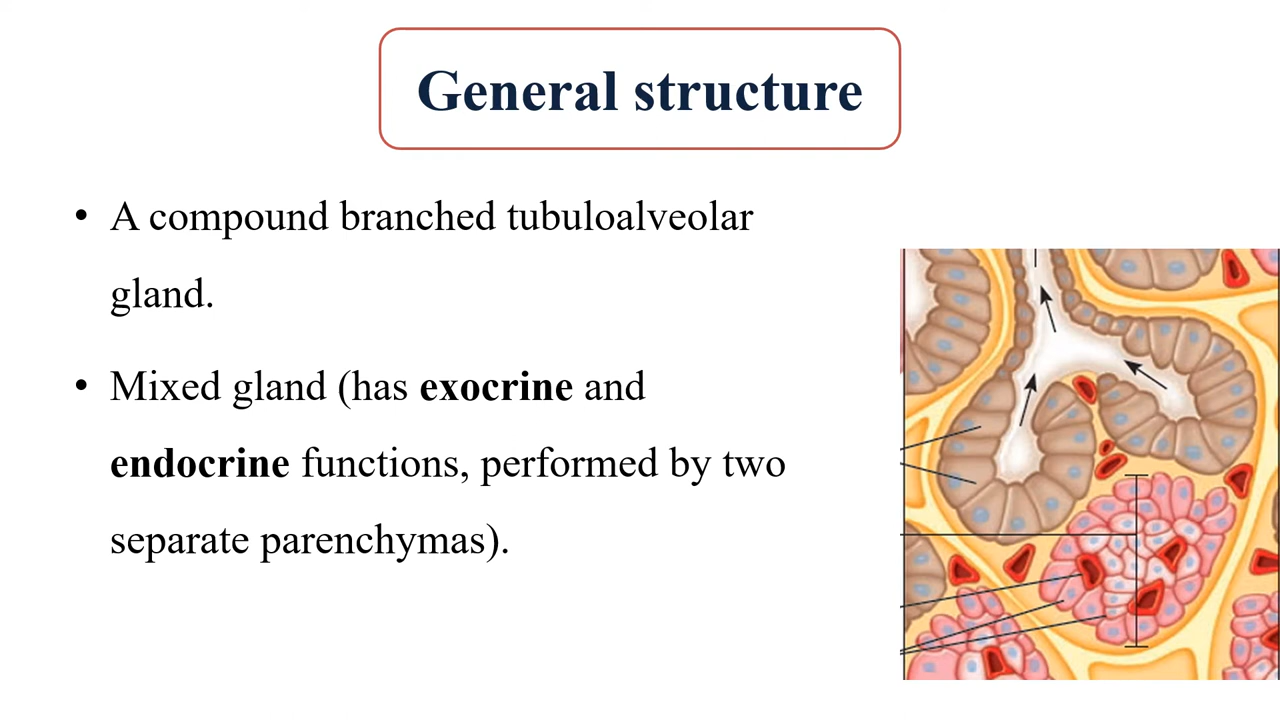 General structure
• A compound branched tubuloalveolar
gland.
• Mixed gland (has exocrine and
endocrine functions, performed by two
separate parenchymas).